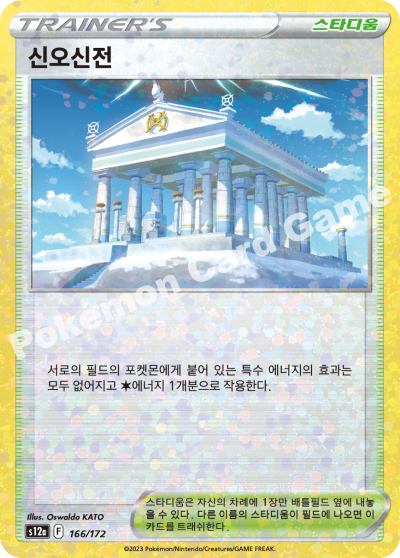 TRAINER'S
스타디움
신오신전
Pokémon Card Game
서로의 필드의 포켓몬에게 붙어 있는 특수 에너지의 효과는
모두 없어지고 에너지 1개분으로 작용한다.
Illus. Oswaldo KATO
s12a F 166/172
스타디움은 자신의 차례에 1장만 배틀필드 옆에 내놓
을 수 있다. 다른 이름의 스타디움이 필드에 나오면 이
카드를 트래쉬한다.
©2023 Pokémon/Nintendo/Creatures/GAME FREAK.